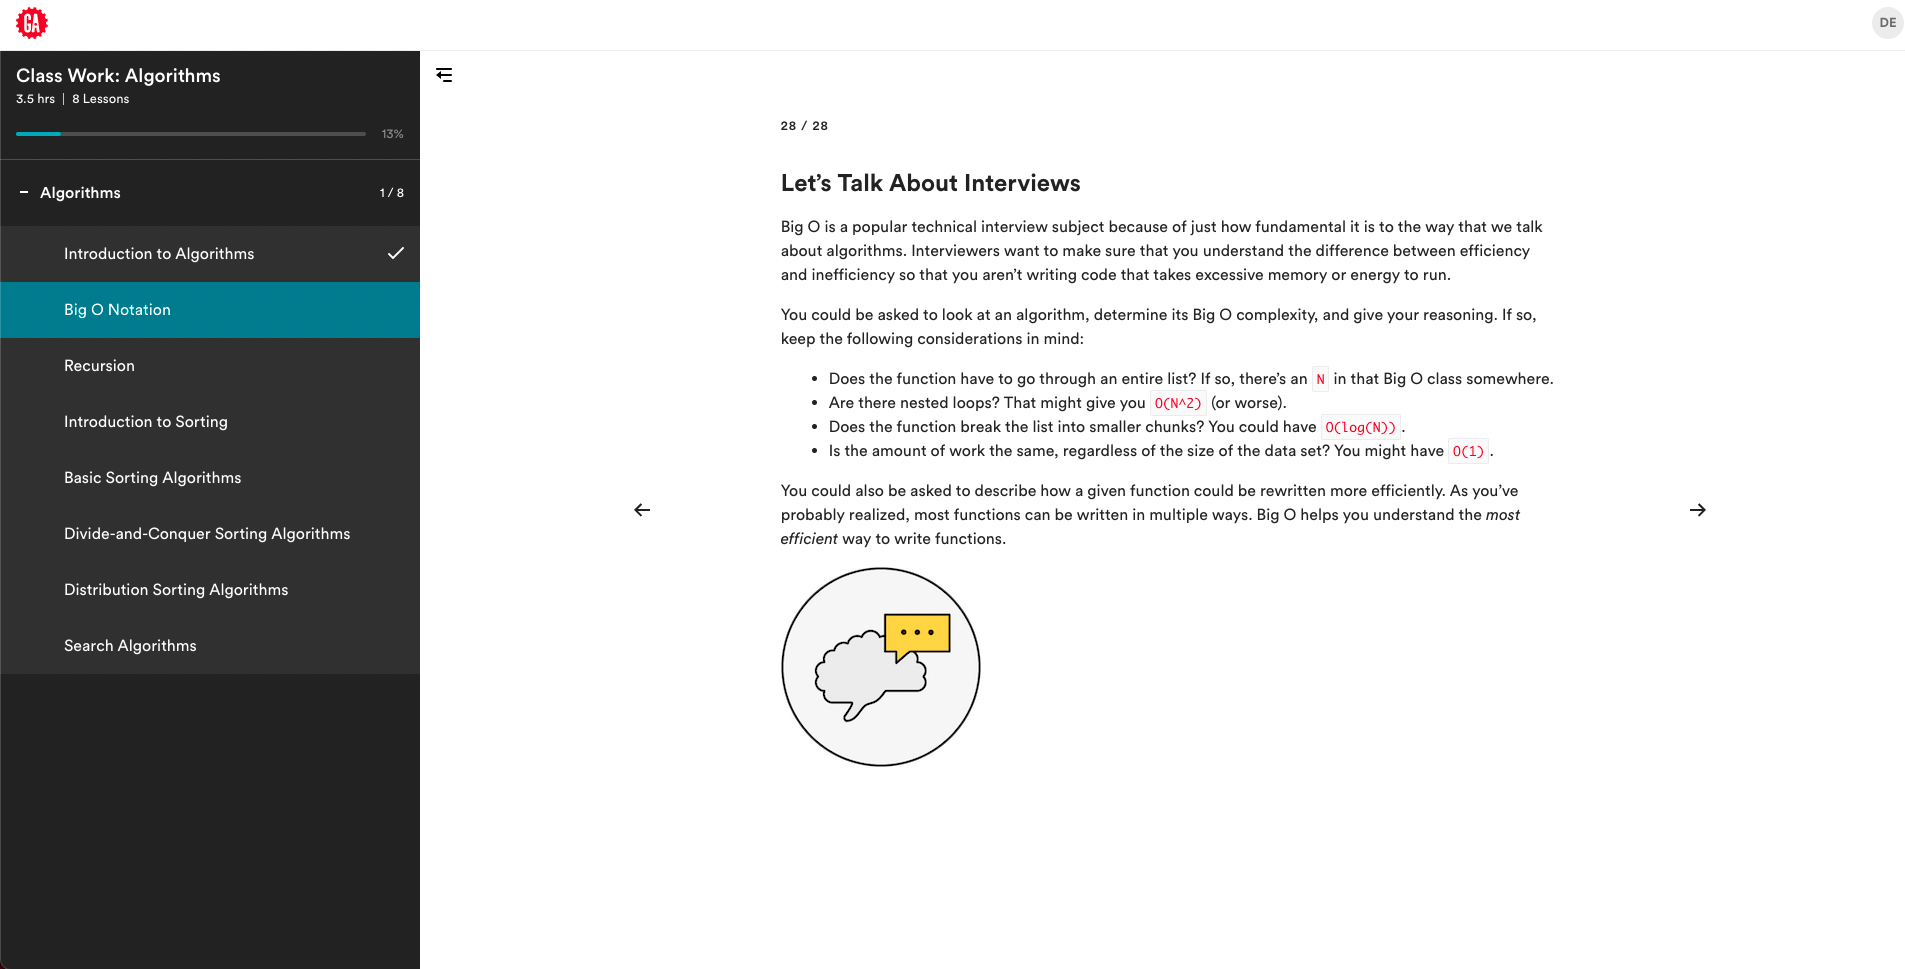 GA
DE
Class Work: Algorithms
3.5 hrs | 8 Lessons
13%
Algorithms 1 / 8
Introduction to Algorithms
Big O Notation
Recursion
Introduction to Sorting
Basic Sorting Algorithms
Divide-and-Conquer Sorting Algorithms
Distribution Sorting Algorithms
Search Algorithms
28 / 28
Let’s Talk About Interviews
Big O is a popular technical interview subject because of just how fundamental it is to the way that we talk
about algorithms. Interviewers want to make sure that you understand the difference between efficiency
and inefficiency so that you aren’t writing code that takes excessive memory or energy to run.
You could be asked to look at an algorithm, determine its Big O complexity, and give your reasoning. If so,
keep the following considerations in mind:
• Does the function have to go through an entire list? If so, there’s an N in that Big O class somewhere.
• Are there nested loops? That might give you O(N^2) (or worse).
• Does the function break the list into smaller chunks? You could have O(log(N)).
• Is the amount of work the same, regardless of the size of the data set? You might have O(1).
You could also be asked to describe how a given function could be rewritten more efficiently. As you’ve
probably realized, most functions can be written in multiple ways. Big O helps you understand the most
efficient way to write functions.